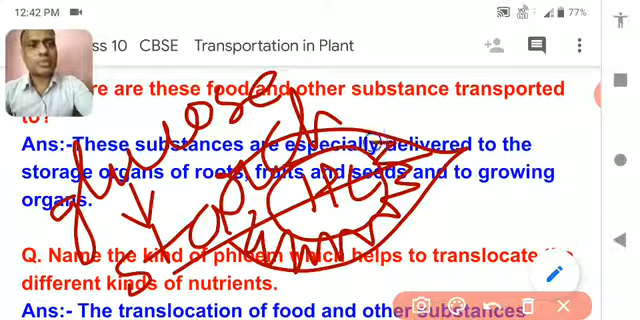 12:42 PM 77%
ss 10 CBSE Transportation in Plant
re are these food and other substance transported
to?
Ans:-These substances are especially delivered to the
storage organs of roots, fruits and seeds and to growing
organs.
glucose
starch
Q. Name the kind of phloem which helps to translocate the
different kinds of nutrients.
Ans:- The translocation of food and other substances